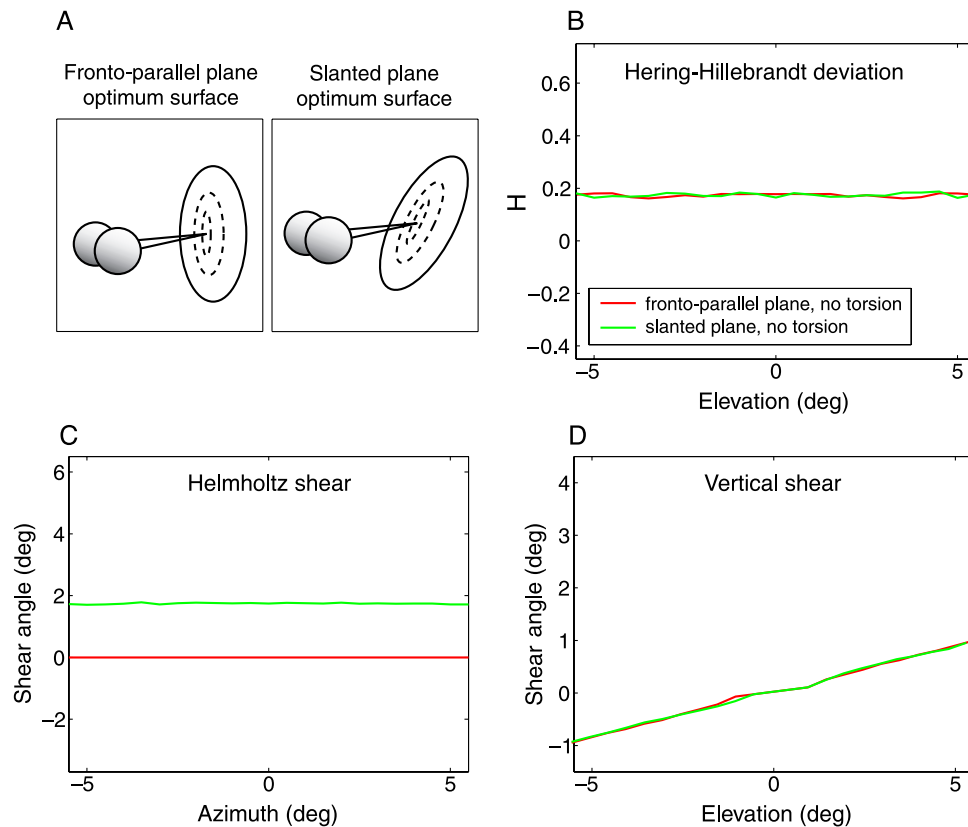 A
Fronto-parallel plane
optimum surface
Slanted plane
optimum surface
B
Hering-Hillebrandt deviation
H
0.6
0.4
0.2
0
−0.2
−0.4
fronto-parallel plane, no torsion
slanted plane, no torsion
−5
0
5
Elevation (deg)
C
Helmholtz shear
Shear angle (deg)
6
4
2
0
−2
−5
0
5
Azimuth (deg)
D
Vertical shear
Shear angle (deg)
4
3
2
1
0
−1
−5
0
5
Elevation (deg)